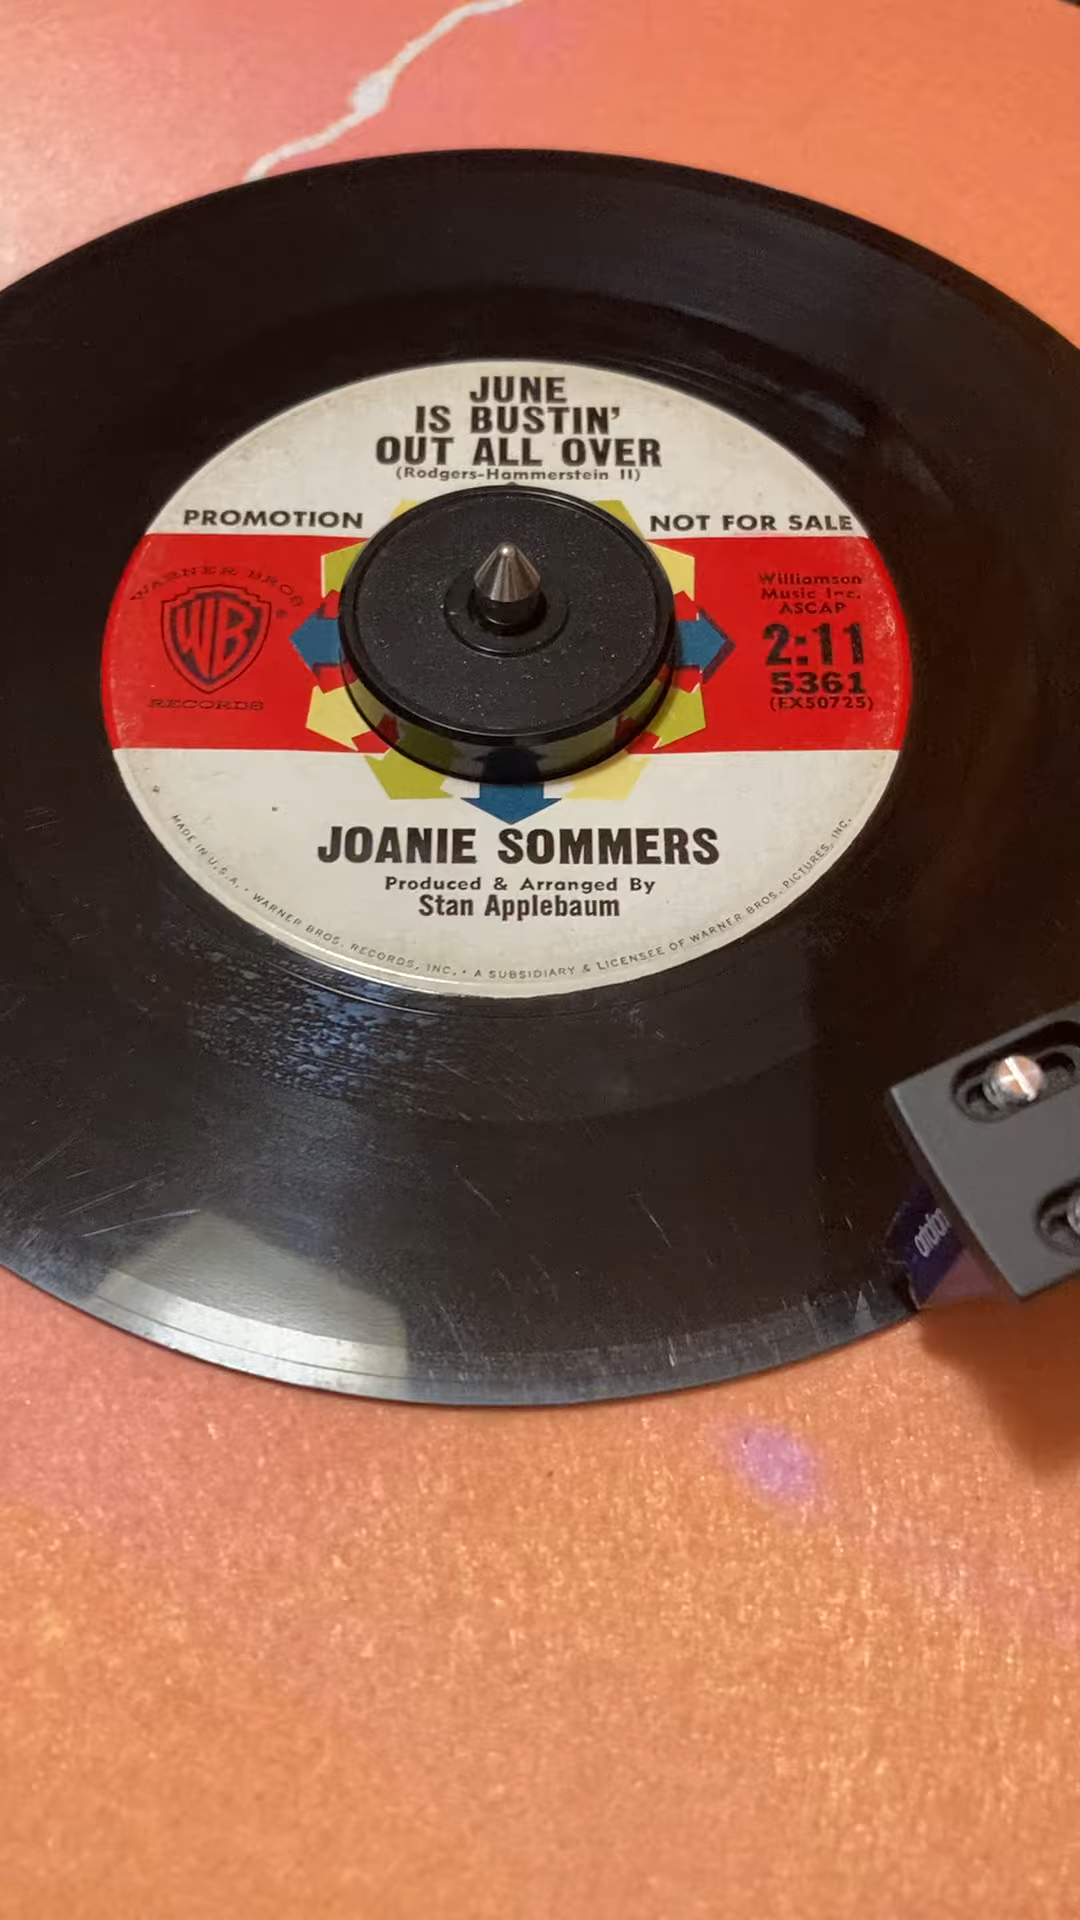 JUNE
IS BUSTIN'
OUT ALL OVER
(Rodgers-Hammerstein II)
PROMOTION
NOT FOR SALE
WARNER BROS
WB
®
RECORDS
Williamson
Music Inc.
ASCAP
2:11
5361
(EX50725)
JOANIE SOMMERS
Produced & Arranged By
Stan Applebaum
MADE IN U.S.A. • WARNER BROS. RECORDS, INC. • A SUBSIDIARY & LICENSEE OF WARNER BROS. PICTURES, INC.
ortofon